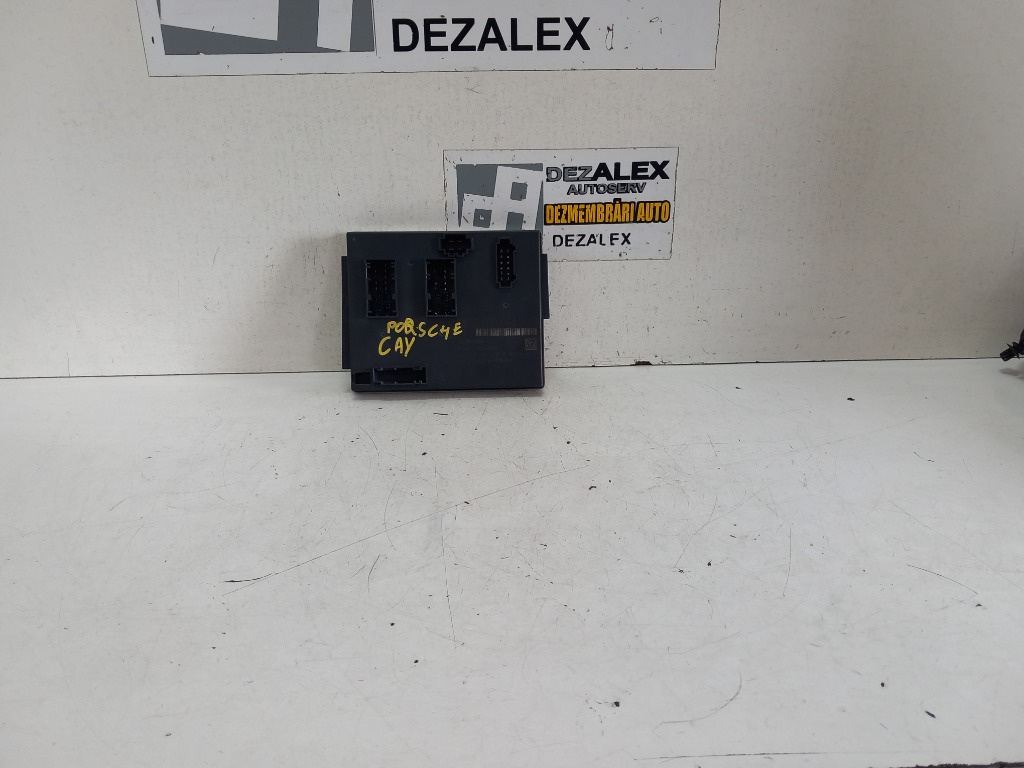 DEZALEX
DEZALEX
AUTOSERV
DEZMEMBRĂRI AUTO
DEZALEX
PORSCHE
CAY